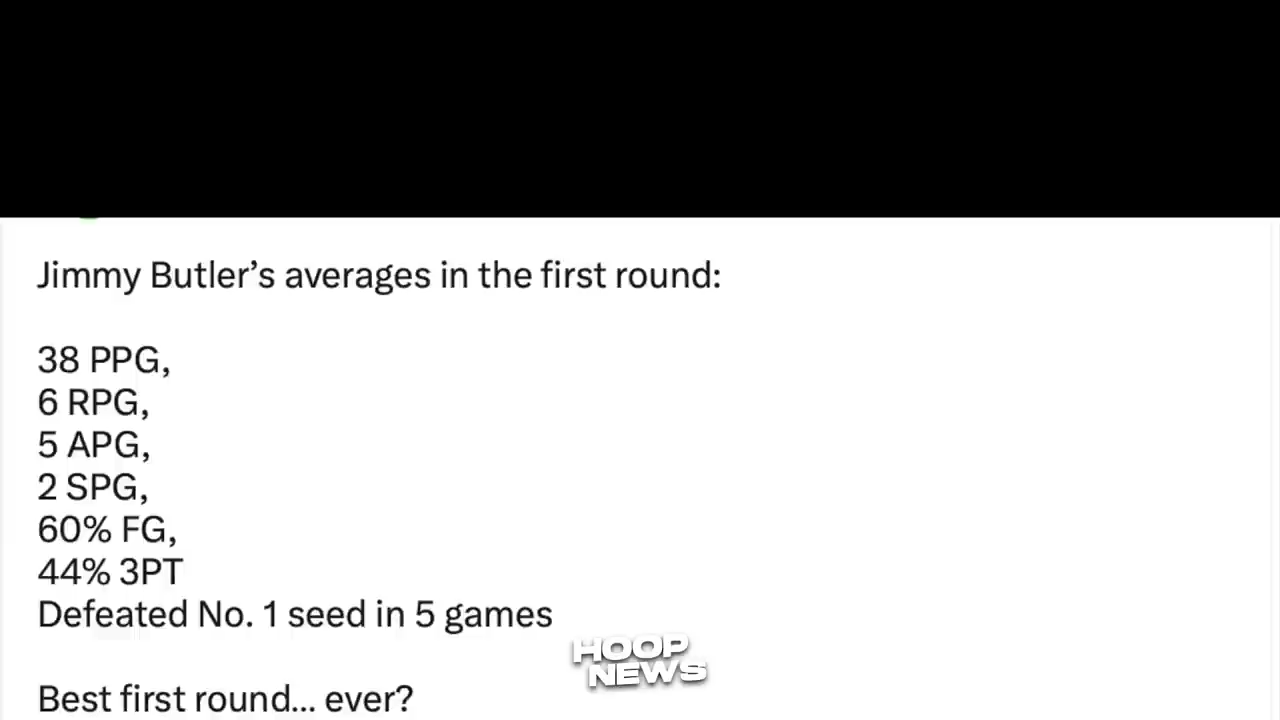 Jimmy Butler’s averages in the first round:
38 PPG,
6 RPG,
5 APG,
2 SPG,
60% FG,
44% 3PT
Defeated No. 1 seed in 5 games
HOOP
NEWS
Best first round... ever?